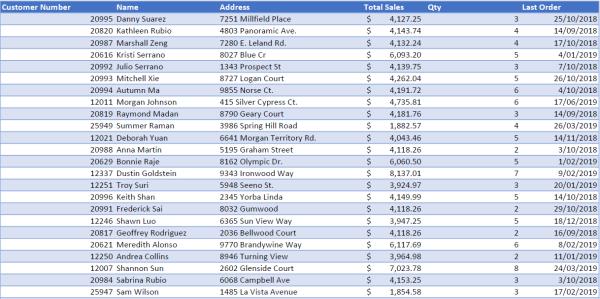 Customer Number Name Address Total Sales Qty Last Order
20995 Danny Suarez 7251 Millfield Place $ 4,127.25 3 25/10/2018
20820 Kathleen Rubio 4803 Panoramic Ave. $ 4,143.74 4 14/09/2018
20987 Marshall Zeng 7280 E. Leland Rd. $ 4,132.24 4 17/10/2018
20616 Kristi Serrano 8027 Blue Cr $ 6,093.20 5 4/01/2019
20992 Julio Serrano 1343 Prospect St $ 4,139.75 3 7/10/2018
20993 Mitchell Xie 8727 Logan Court $ 4,262.04 5 26/10/2018
20994 Autumn Ma 9855 Norse Ct. $ 4,191.72 6 4/10/2018
12011 Morgan Johnson 415 Silver Cypress Ct. $ 4,735.81 6 17/06/2019
20819 Raymond Madan 8790 Geary Court $ 4,181.76 3 14/09/2018
25949 Summer Raman 3986 Spring Hill Road $ 1,882.57 4 26/03/2019
12021 Deborah Yuan 6641 Morgan Territory Rd. $ 4,043.46 5 14/11/2018
20988 Anna Martin 5195 Graham Street $ 4,118.26 2 3/10/2018
20629 Bonnie Raje 8162 Olympic Dr. $ 6,060.50 5 1/02/2019
12337 Dustin Goldstein 9343 Ironwood Way $ 8,137.01 7 9/02/2019
12251 Troy Suri 5948 Seeno St. $ 3,924.97 3 20/01/2019
20996 Keith Shan 2345 Yorba Linda $ 4,149.99 5 14/10/2018
20991 Frederick Sai 8032 Gumwood $ 4,118.26 2 29/10/2018
12246 Shawn Luo 6365 Sun View Way $ 3,947.25 5 18/12/2018
20817 Geoffrey Rodriguez 2036 Bellwood Court $ 4,118.26 2 16/09/2018
20621 Meredith Alonso 9770 Brandywine Way $ 6,117.69 6 8/02/2019
12250 Andrea Collins 8946 Turning View $ 3,964.98 2 11/01/2019
12007 Shannon Sun 2602 Glenside Court $ 7,023.78 8 24/03/2019
20984 Sabrina Rubio 6068 Campbell Ave $ 4,153.25 3 3/10/2018
25947 Sam Wilson 1485 La Vista Avenue $ 1,854.58 3 17/02/2019